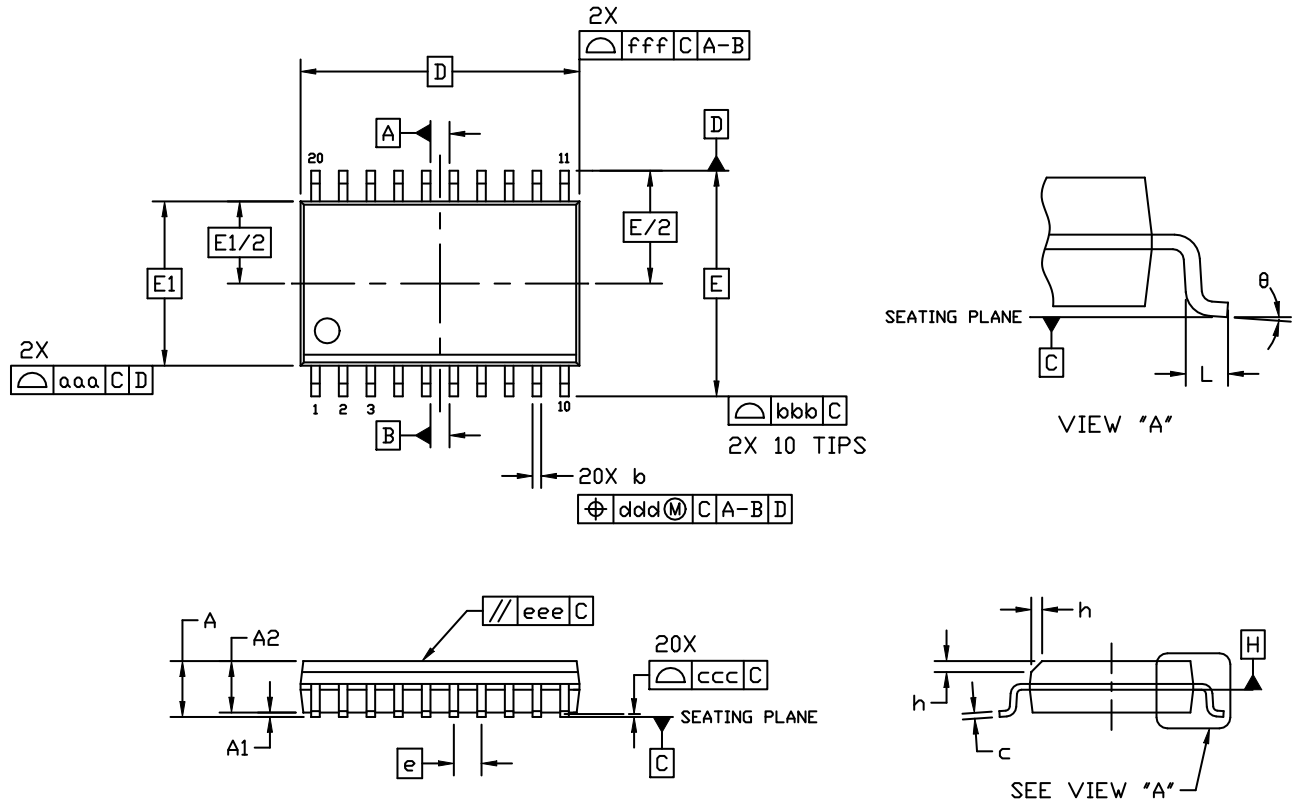 2X
fff C A-B
D
A
D
20
11
E1/2
E/2
E1
E
2X
aaa C D
1 2 3
10
B
bbb C
2X 10 TIPS
20X b
ddd Ⓜ C A-B D
θ
SEATING PLANE
C
L
VIEW "A"
A
A2
A1
// eee C
20X
ccc C
SEATING PLANE
C
e
h
h
c
H
SEE VIEW "A"